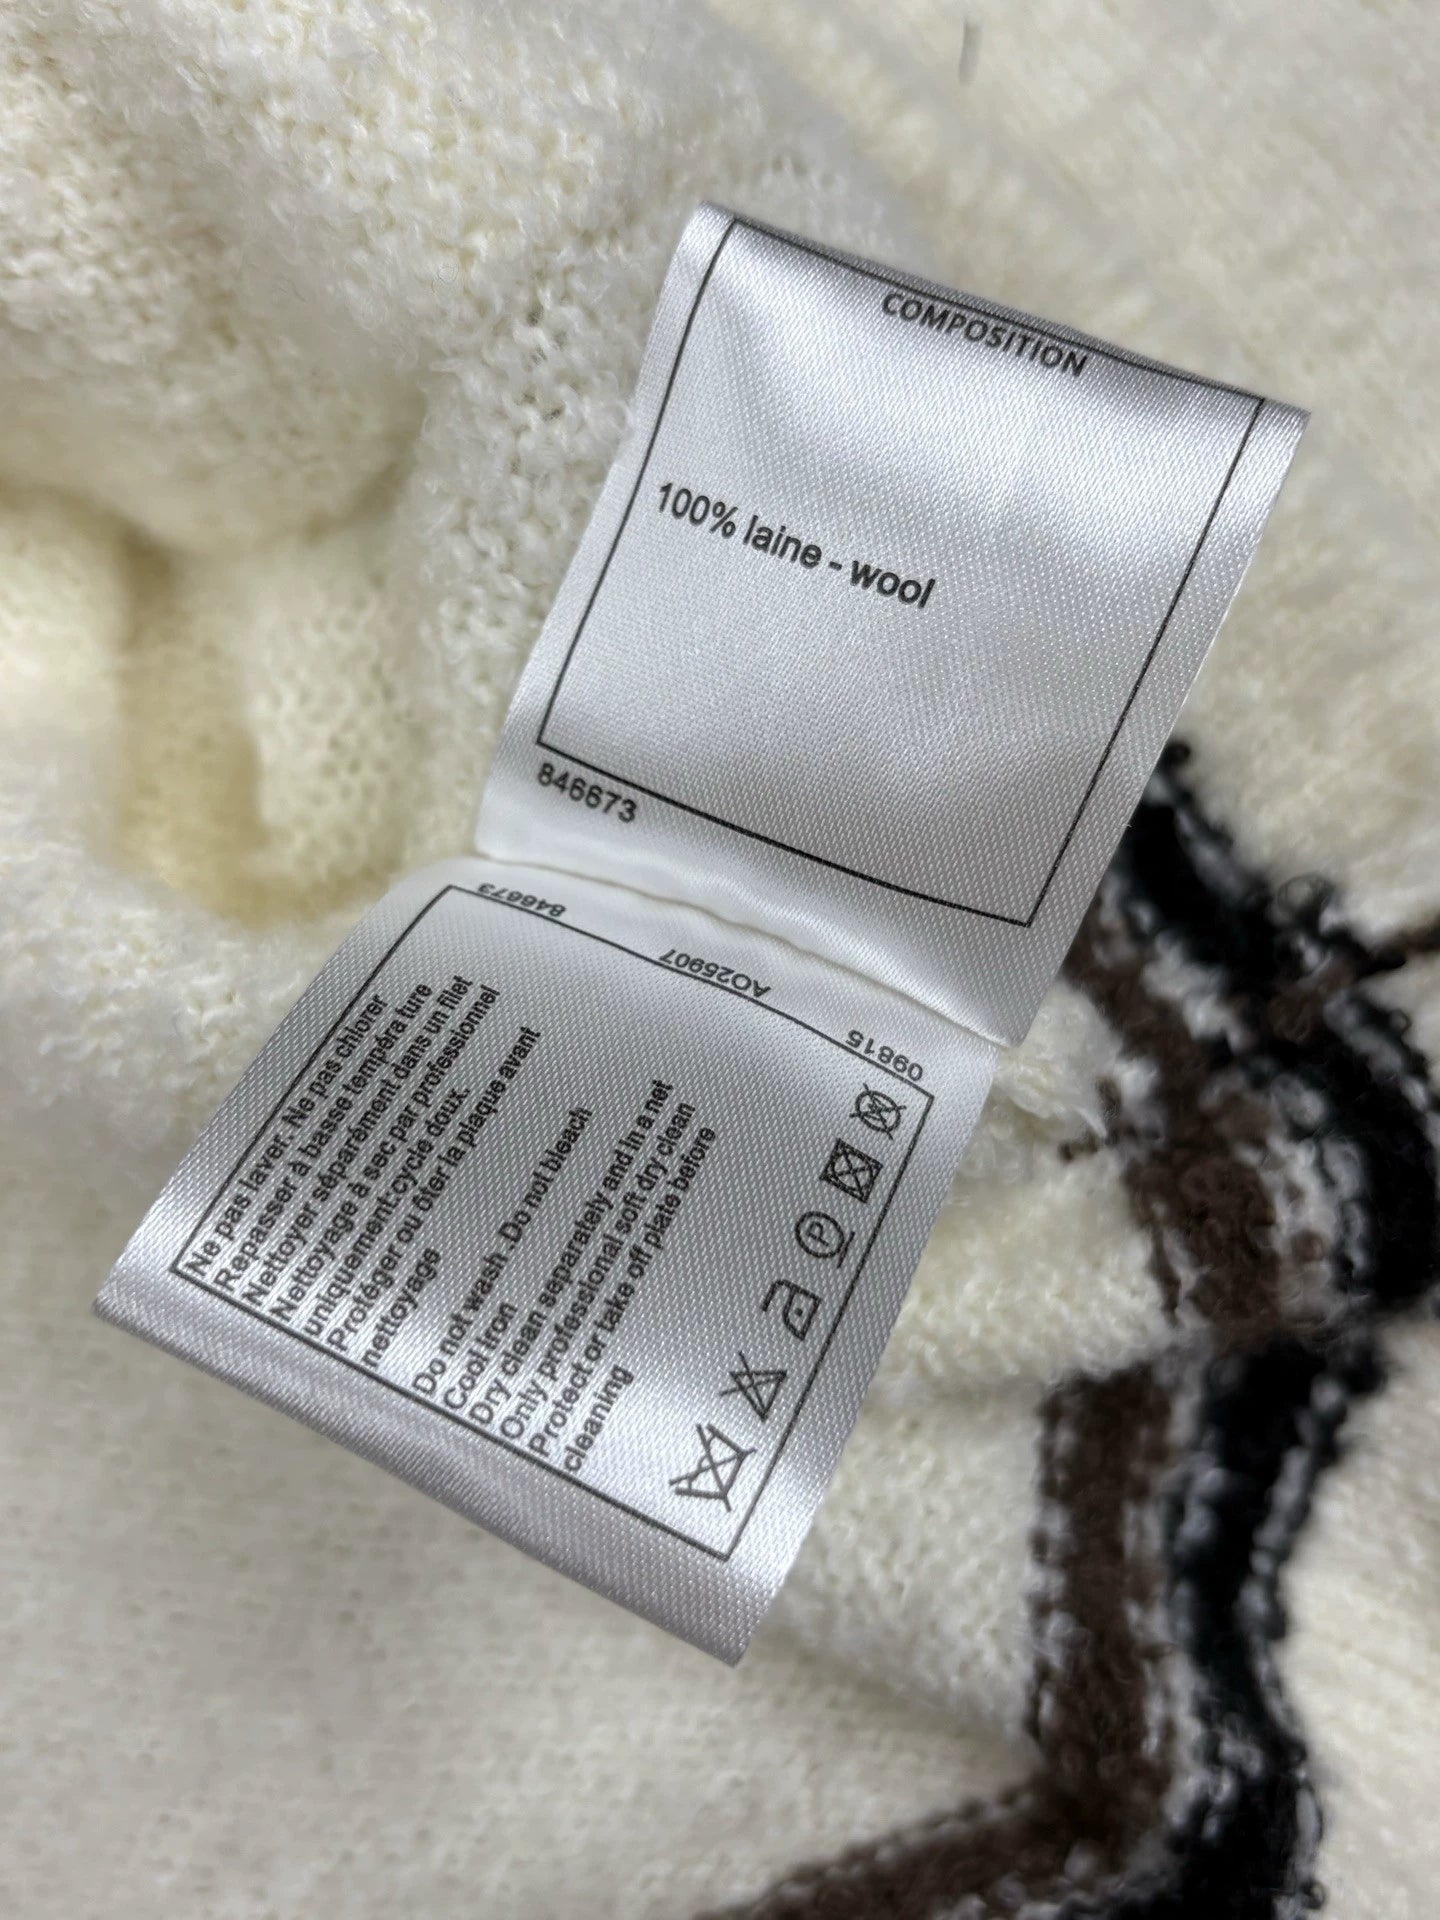 COMPOSITION
100% laine - wool
846673
846673
AO25907
09B15
Ne pas laver. Ne pas chlorer
Repasser à basse tempéra ture
Nettoyer séparément dans un filet
Nettoyage à sec par professionnel
uniquement cycle doux.
Protéger ou ôter la plaque avant
nettoyage
Do not wash .Do not bleach
Cool iron
Dry clean separately and in a net
Only professional soft dry clean
Protect or take off plate before
cleaning
P